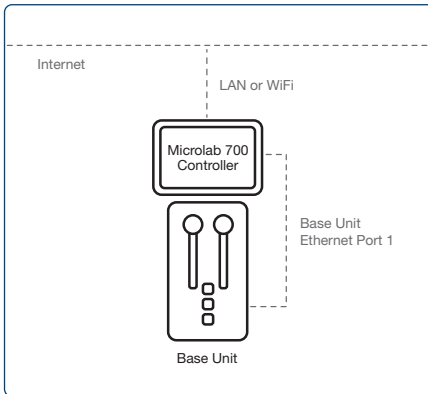 Internet
LAN or WiFi
Microlab 700
Controller
Base Unit
Ethernet Port 1
Base Unit